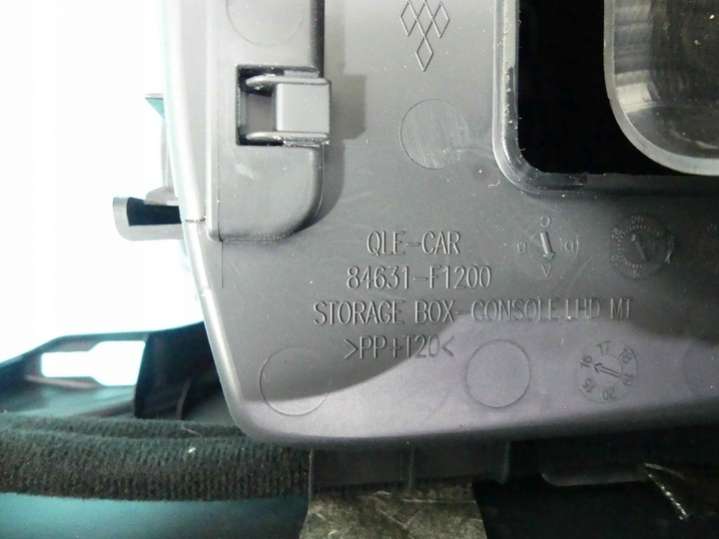 QLE-CAR
84631-F1200
STORAGE BOX-CONSOLE LHD MT
>PP+T20<